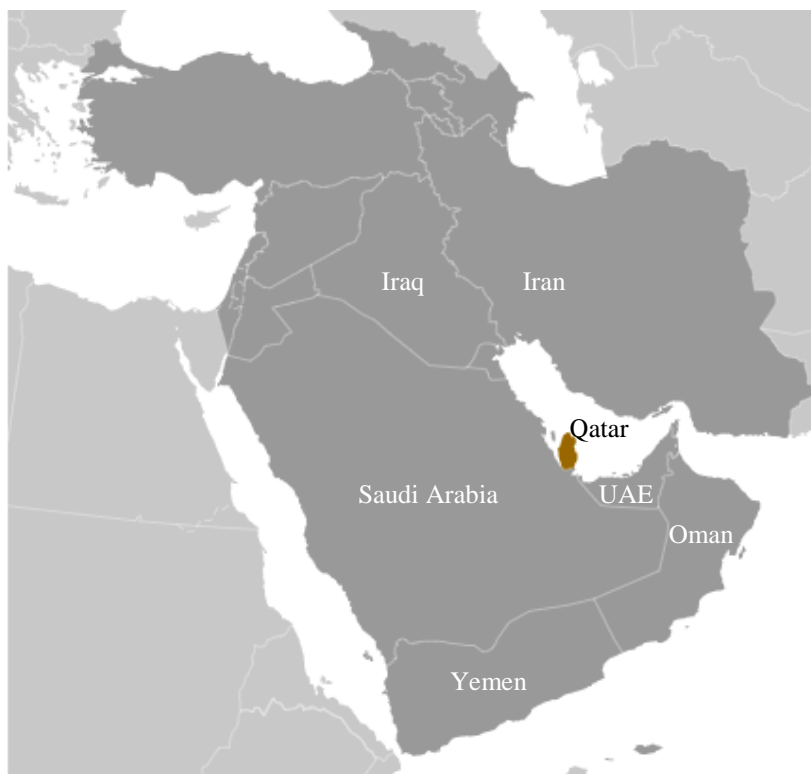 Iraq
Iran
Qatar
Saudi Arabia
UAE
Oman
Yemen